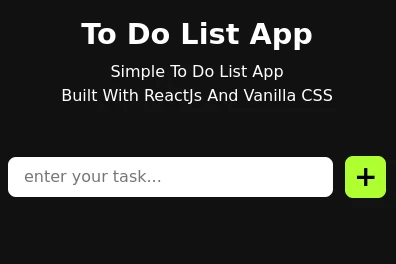 To Do List App
Simple To Do List App
Built With ReactJs And Vanilla CSS
enter your task...
+